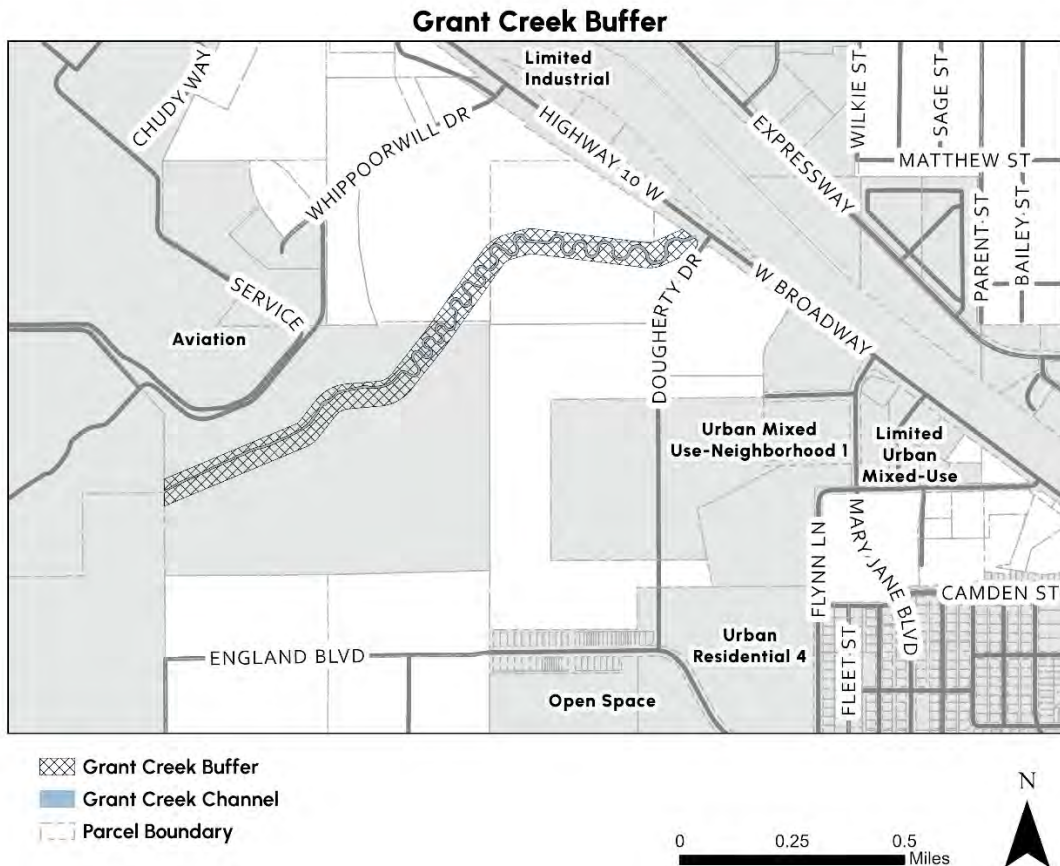 Grant Creek Buffer
Limited
Industrial
CHUDY WAY
WHIPPOORWILL DR
HIGHWAY 10 W
EXPRESSWAY
WILKIE ST
SAGE ST
MATTHEW ST
PARENT ST
BAILEY ST
SERVICE
Aviation
DOUGHERTY DR
W BROADWAY
Urban Mixed
Use-Neighborhood 1
Limited
Urban
Mixed-Use
FLYNN LN
MARY JANE BLVD
CAMDEN ST
FLEET ST
ENGLAND BLVD
Urban
Residential 4
Open Space
Grant Creek Buffer
Grant Creek Channel
Parcel Boundary
N
0 0.25 0.5
Miles